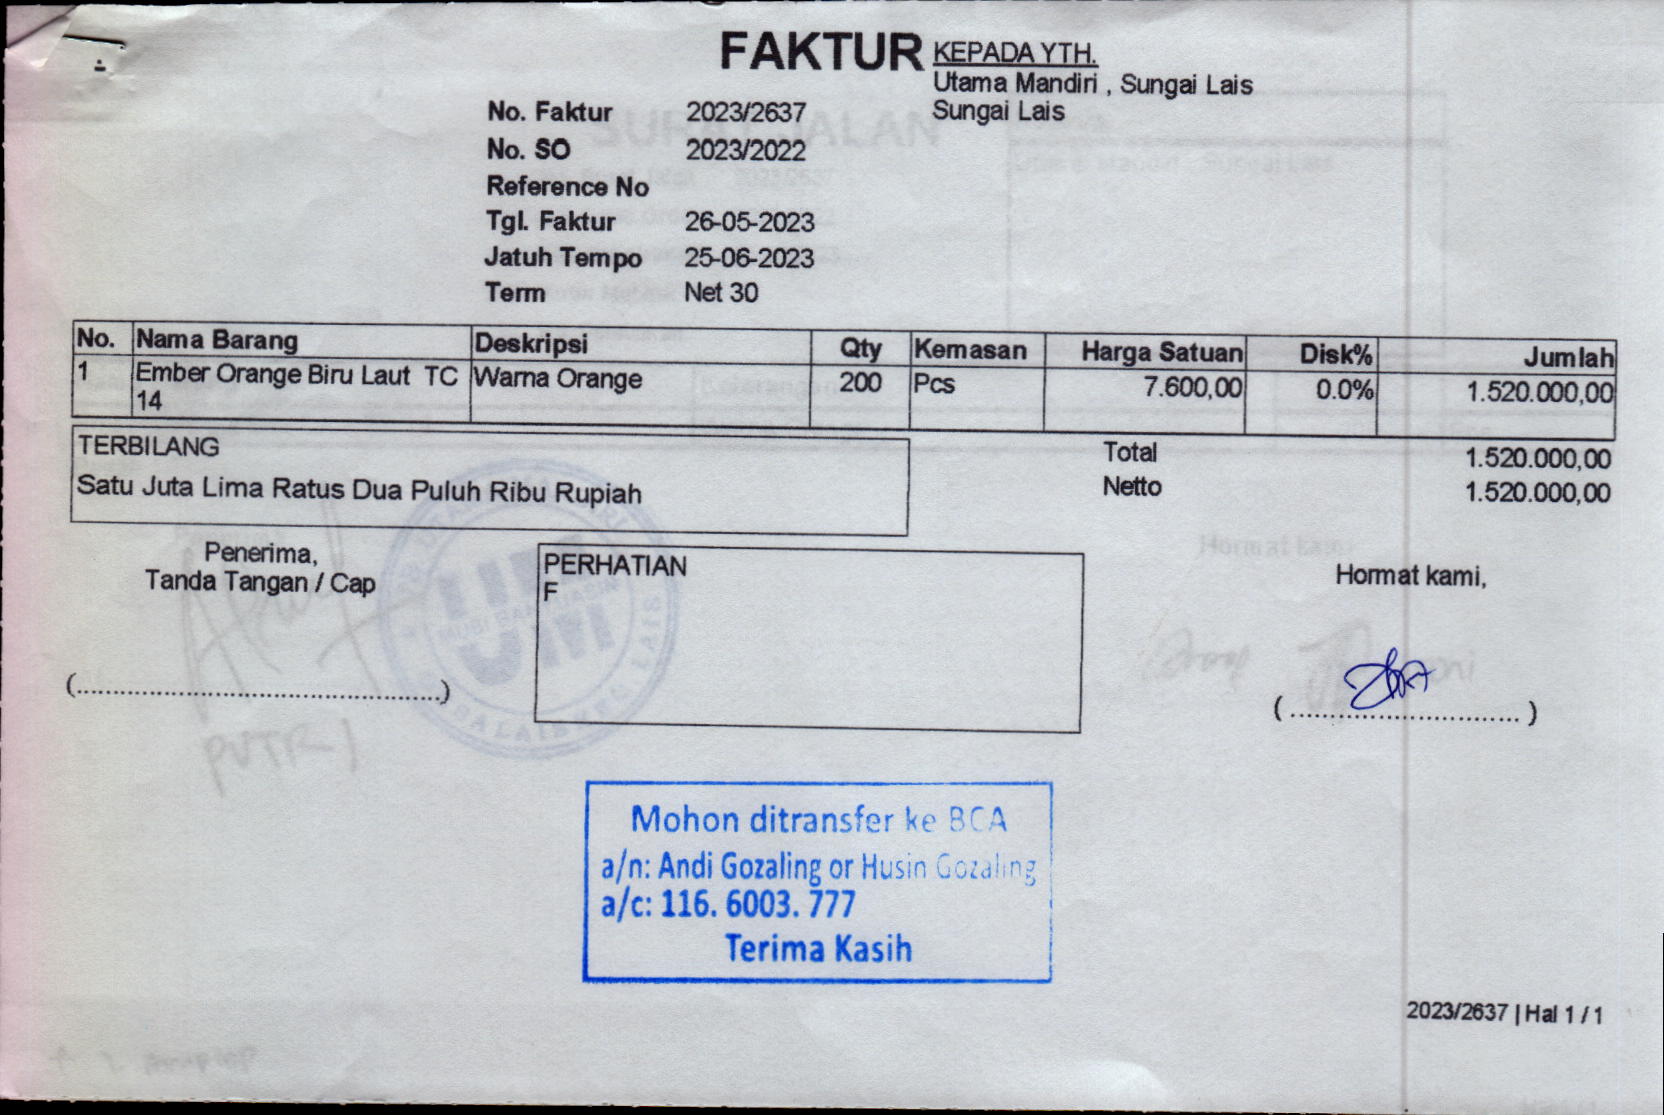 FAKTUR
KEPADA YTH.
Utama Mandiri , Sungai Lais
Sungai Lais
No. Faktur 2023/2637
No. SO 2023/2022
Reference No
Tgl. Faktur 26-05-2023
Jatuh Tempo 25-06-2023
Term Net 30
No. Nama Barang Deskripsi Qty Kemasan Harga Satuan Disk% Jumlah
1 Ember Orange Biru Laut TC Warna Orange 200 Pcs 7.600,00 0.0% 1.520.000,00
14
TERBILANG
Satu Juta Lima Ratus Dua Puluh Ribu Rupiah
Total 1.520.000,00
Netto 1.520.000,00
Penerima,
Tanda Tangan / Cap
(..................................................)
PUTRI
PERHATIAN
F
Hormat kami,
( ............................... )
Mohon ditransfer ke BCA
a/n: Andi Gozaling or Husin Gozaling
a/c: 116. 6003. 777
Terima Kasih
2023/2637 | Hal 1 / 1